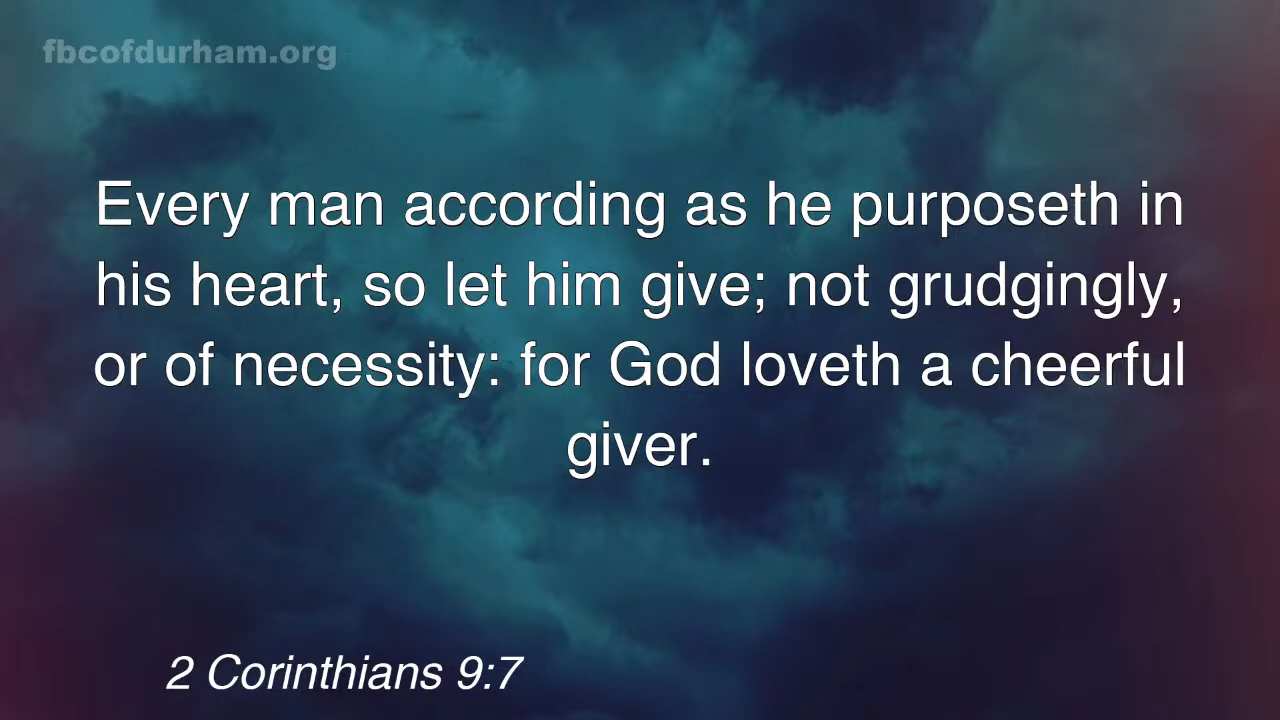 fbcofdurham.org
Every man according as he purposeth in
his heart, so let him give; not grudgingly,
or of necessity: for God loveth a cheerful
giver.
2 Corinthians 9:7